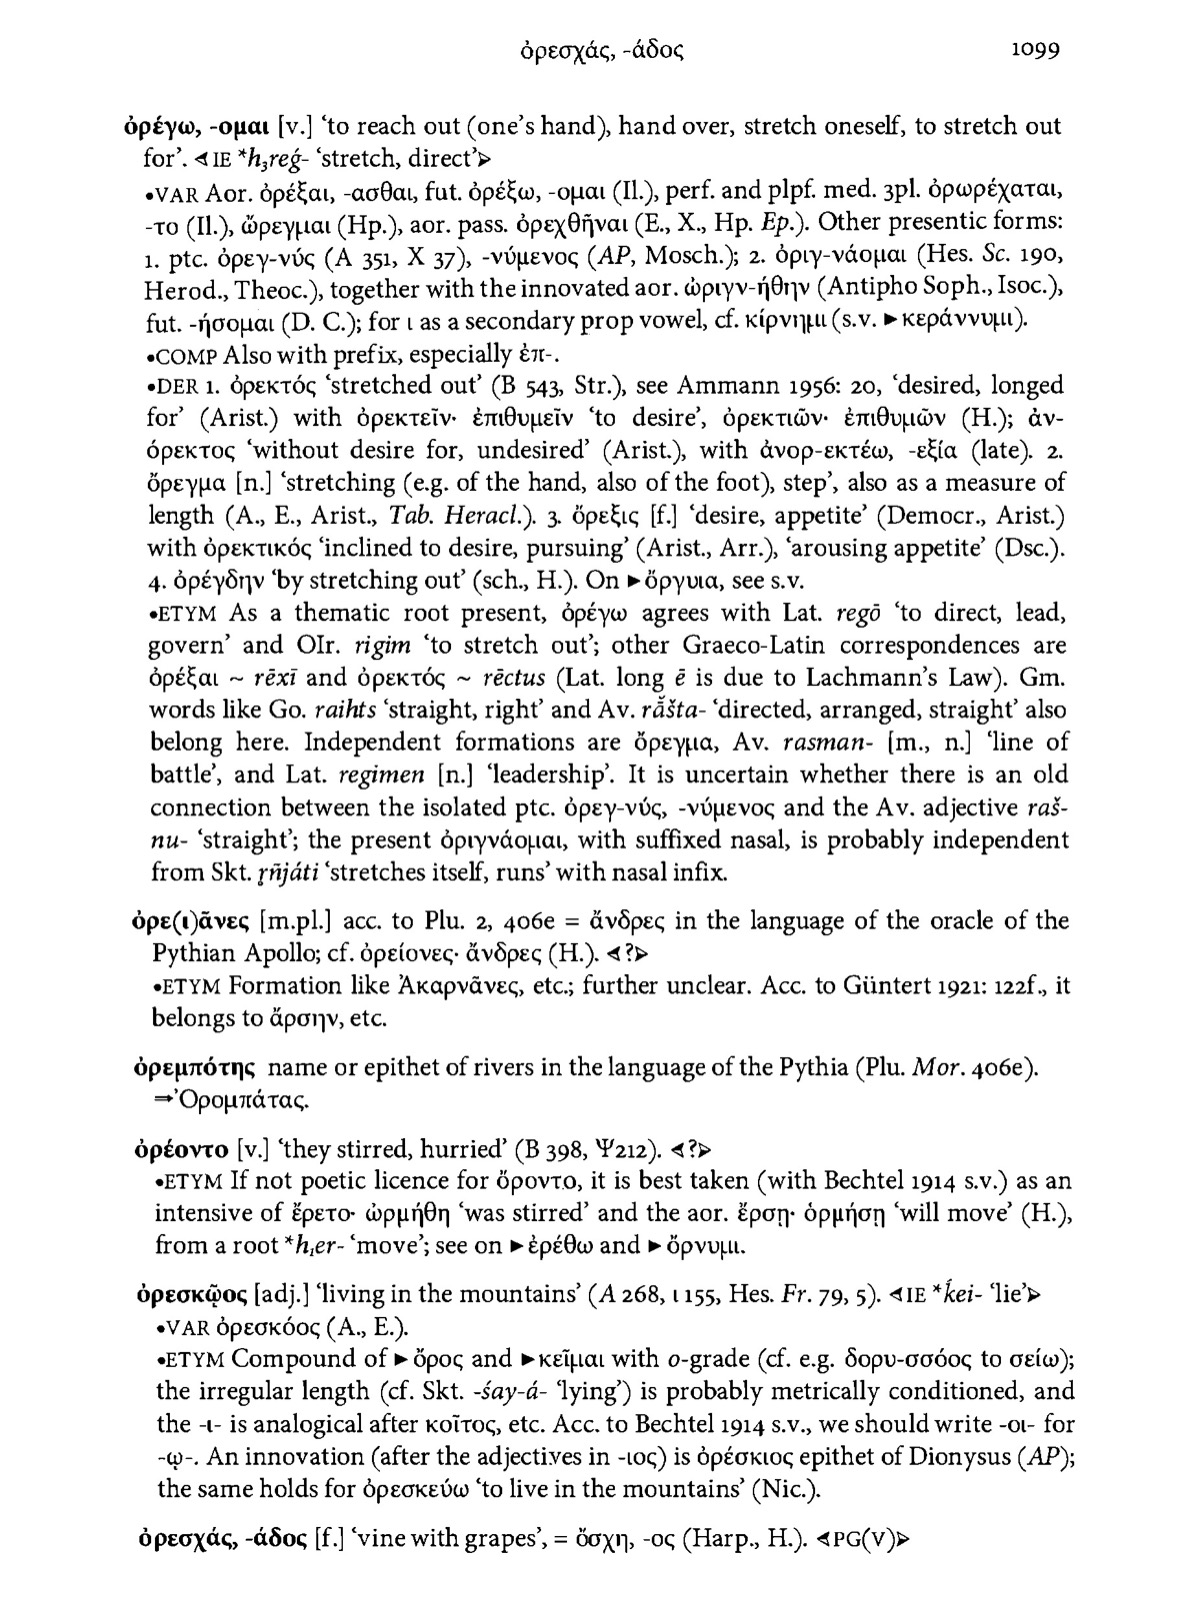 ὀρεσχάς, -άδος 1099
ὀρέγω, -ομαι [v.] ‘to reach out (one’s hand), hand over, stretch oneself, to stretch out
for’. ⊲ IE *h₃reǵ- ‘stretch, direct’⊳
•VAR Aor. ὀρέξαι, -ασθαι, fut. ὀρέξω, -ομαι (Il.), perf. and plpf. med. 3pl. ὀρωρέχαται,
-το (Il.), ὤρεγμαι (Hp.), aor. pass. ὀρεχθῆναι (E., X., Hp. Ep.). Other presentic forms:
1. ptc. ὀρεγ-νύς (A 351, X 37), -νύμενος (AP, Mosch.); 2. ὀριγ-νάομαι (Hes. Sc. 190,
Herod., Theoc.), together with the innovated aor. ὠριγν-ήθην (Antipho Soph., Isoc.),
fut. -ήσομαι (D. C.); for ι as a secondary prop vowel, cf. κίρνημι (s.v. ►κεράννυμι).
•COMP Also with prefix, especially ἐπ-.
•DER 1. ὀρεκτός ‘stretched out’ (B 543, Str.), see Ammann 1956: 20, ‘desired, longed
for’ (Arist.) with ὀρεκτεῖν· ἐπιθυμεῖν ‘to desire’, ὀρεκτιῶν· ἐπιθυμῶν (H.); ἀν-
όρεκτος ‘without desire for, undesired’ (Arist.), with ἀνορ-εκτέω, -εξία (late). 2.
ὄρεγμα [n.] ‘stretching (e.g. of the hand, also of the foot), step’, also as a measure of
length (A., E., Arist., Tab. Heracl.). 3. ὄρεξις [f.] ‘desire, appetite’ (Democr., Arist.)
with ὀρεκτικός ‘inclined to desire, pursuing’ (Arist., Arr.), ‘arousing appetite’ (Dsc.).
4. ὀρέγδην ‘by stretching out’ (sch., H.). On ►ὄργυια, see s.v.
•ETYM As a thematic root present, ὀρέγω agrees with Lat. regō ‘to direct, lead,
govern’ and OIr. rigim ‘to stretch out’; other Graeco-Latin correspondences are
ὀρέξαι ~ rēxī and ὀρεκτός ~ rēctus (Lat. long ē is due to Lachmann’s Law). Gm.
words like Go. raihts ‘straight, right’ and Av. rā̆šta- ‘directed, arranged, straight’ also
belong here. Independent formations are ὄρεγμα, Av. rasman- [m., n.] ‘line of
battle’, and Lat. regimen [n.] ‘leadership’. It is uncertain whether there is an old
connection between the isolated ptc. ὀρεγ-νύς, -νύμενος and the Av. adjective raš-
nu- ‘straight’; the present ὀριγνάομαι, with suffixed nasal, is probably independent
from Skt. r̥ñjáti ‘stretches itself, runs’ with nasal infix.
ὀρε(ι)ᾶνες [m.pl.] acc. to Plu. 2, 406e = ἄνδρες in the language of the oracle of the
Pythian Apollo; cf. ὀρείονες· ἄνδρες (H.). ⊲?⊳
•ETYM Formation like Ἀκαρνᾶνες, etc.; further unclear. Acc. to Güntert 1921: 122f., it
belongs to ἄρσην, etc.
ὀρεμπότης name or epithet of rivers in the language of the Pythia (Plu. Mor. 406e).
⇒Ὀρομπάτας.
ὀρέοντο [v.] ‘they stirred, hurried’ (B 398, Ψ212). ⊲?⊳
•ETYM If not poetic licence for ὄροντο, it is best taken (with Bechtel 1914 s.v.) as an
intensive of ἔρετο· ὡρμήθη ‘was stirred’ and the aor. ἔρσῃ· ὁρμήσῃ ‘will move’ (H.),
from a root *h₁er- ‘move’; see on ►ἐρέθω and ►ὄρνυμι.
ὀρεσκῷος [adj.] ‘living in the mountains’ (A 268, ι 155, Hes. Fr. 79, 5). ⊲IE *ḱei- ‘lie’⊳
•VAR ὀρεσκόος (A., E.).
•ETYM Compound of ►ὄρος and ►κεῖμαι with o-grade (cf. e.g. δορυ-σσόος to σείω);
the irregular length (cf. Skt. -śay-á- ‘lying’) is probably metrically conditioned, and
the -ι- is analogical after κοῖτος, etc. Acc. to Bechtel 1914 s.v., we should write -οι- for
-ῳ-. An innovation (after the adjectives in -ιος) is ὀρέσκιος epithet of Dionysus (AP);
the same holds for ὀρεσκεύω ‘to live in the mountains’ (Nic.).
ὀρεσχάς, -άδος [f.] ‘vine with grapes’, = ὄσχη, -ος (Harp., H.). ⊲PG(V)⊳